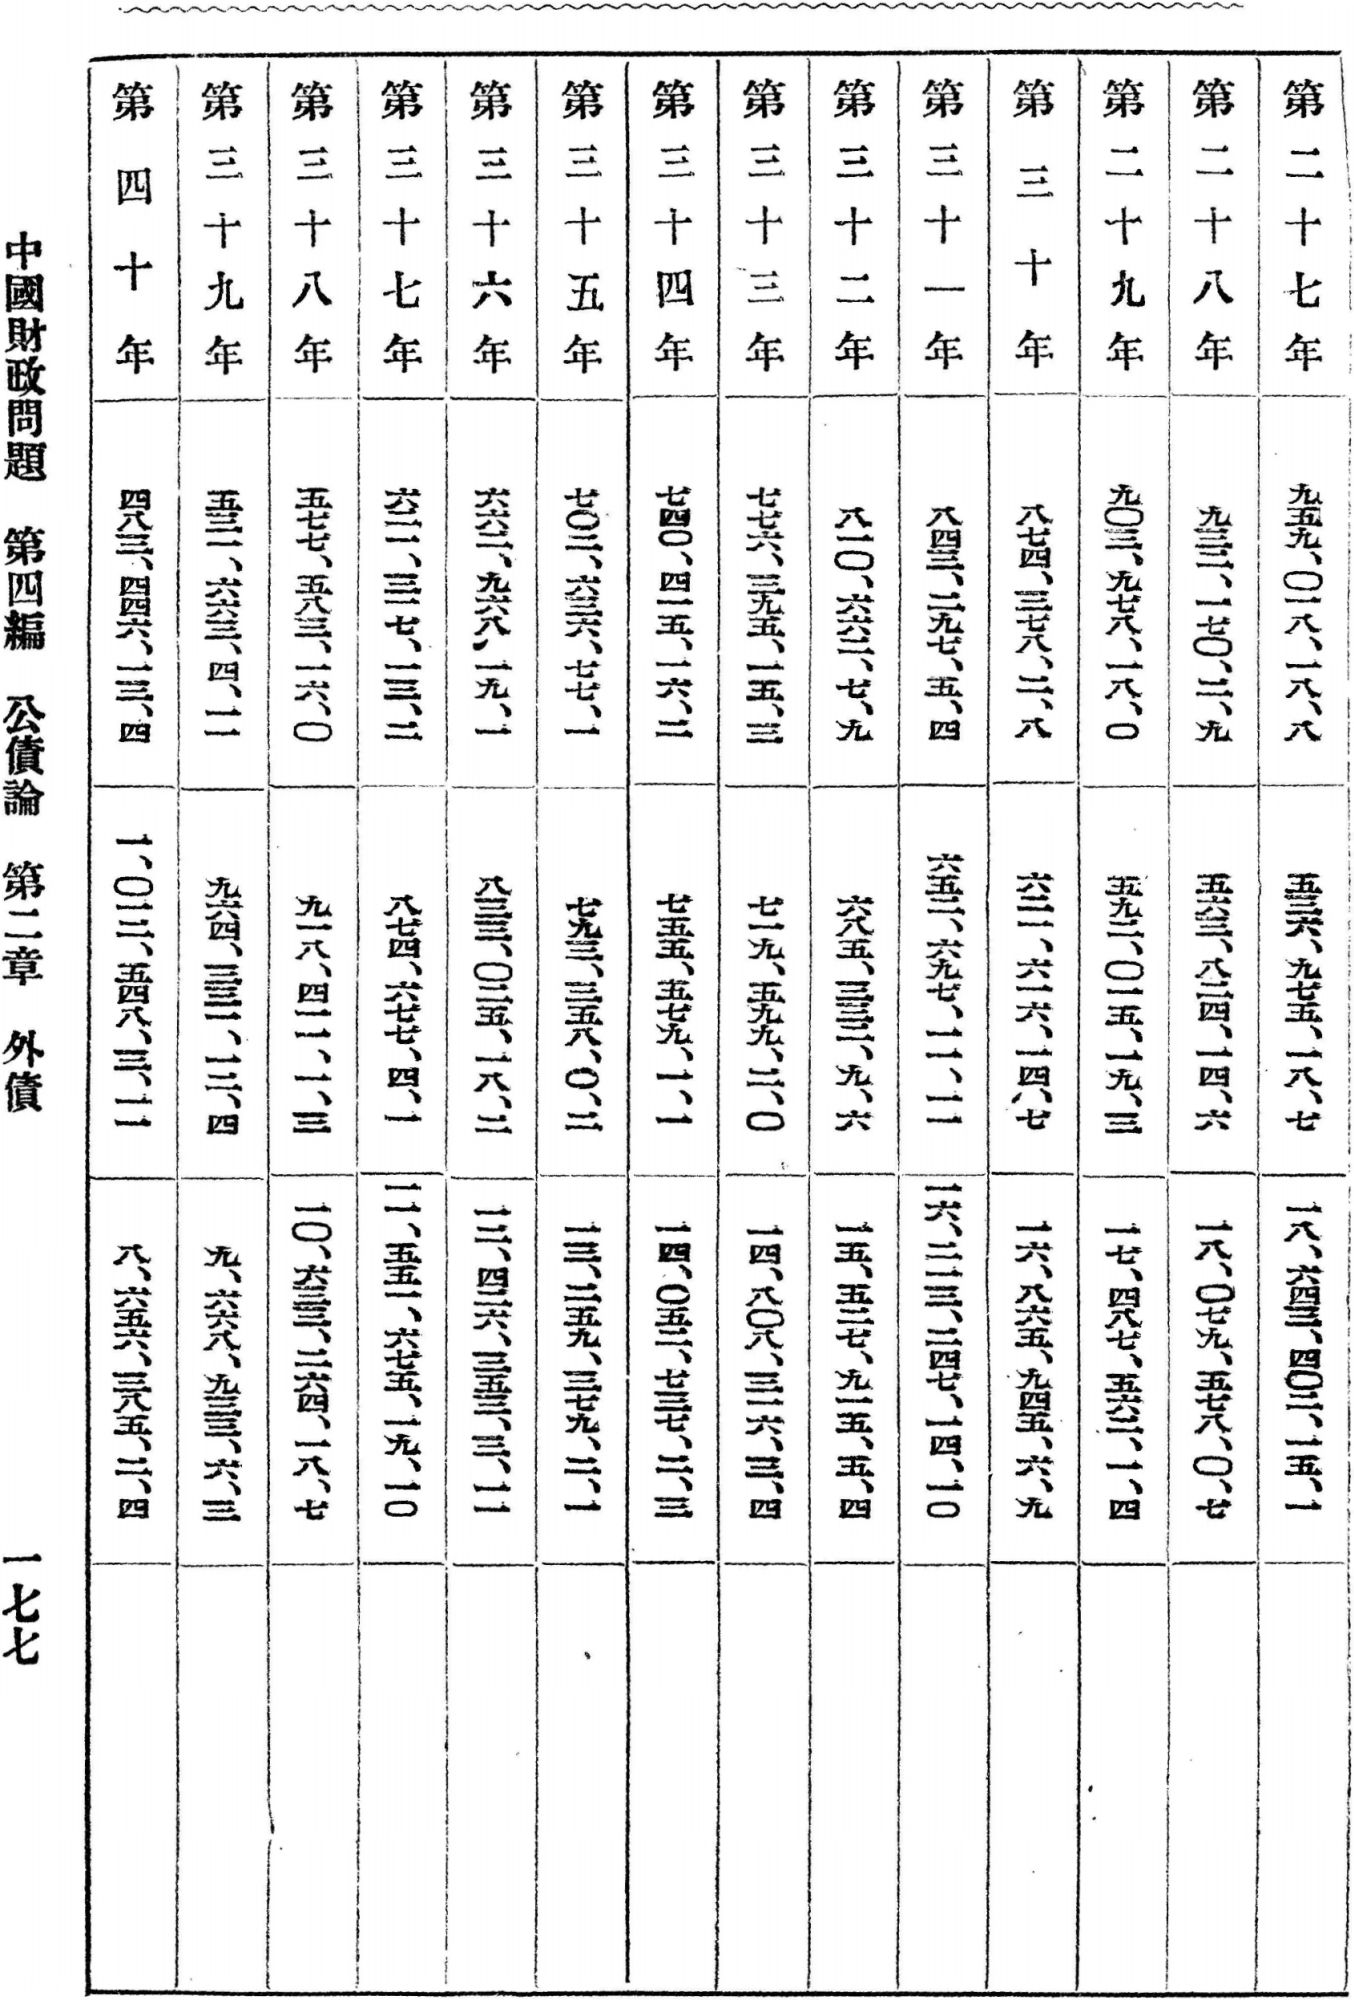 第二十七年 九五九、〇一八、一八、八 五三六、九七五、一八、七 一八、六四三、四〇二、一五、一
第二十八年 九三二、一七〇、二、九 五六三、八二四、一四、六 一八、〇七九、五七八、〇、七
第二十九年 九〇三、九七八、一八、〇 五九二、〇一五、一九、三 一七、四八七、五六二、一、四
第三十年 八七四、三七八、二、八 六二一、六一六、一四、七 一六、八六五、九四五、六、九
第三十一年 八四三、二九七、五、四 六五二、六九七、一一、一一 一六、二一三、二四七、一四、一〇
第三十二年 八一〇、六六二、七、九 六八五、三三二、九、六 一五、五二七、九一五、五、四
第三十三年 七七六、三九五、一五、三 七一九、五九九、二、〇 一四、八〇八、三一六、三、四
第三十四年 七四〇、四一五、一六、二 七五五、五七九、一、一 一四、〇五二、七三七、二、三
第三十五年 七〇二、六三六、七七、一 七九三、三五八、〇、二 一三、二五九、三七九、二、一
第三十六年 六六二、九六八、一九、一 八三三、〇二五、一八、二 一二、四二六、三五三、三、一一
第三十七年 六二一、三一七、一三、二 八七四、六七七、四、一 一一、五五一、六七五、一九、一〇
第三十八年 五七七、五八三、一六、〇 九一八、四一一、一、三 一〇、六三三、二六四、一八、七
第三十九年 五三一、六六三、四、一一 九六四、三三一、一二、四 九、六六八、九三三、六、三
第四十年 四八三、四四六、一三、四 一、〇一二、五四八、三、一一 八、六五六、三八五、二、四
中國財政問題 第四編 公債論 第二章 外債 一七七